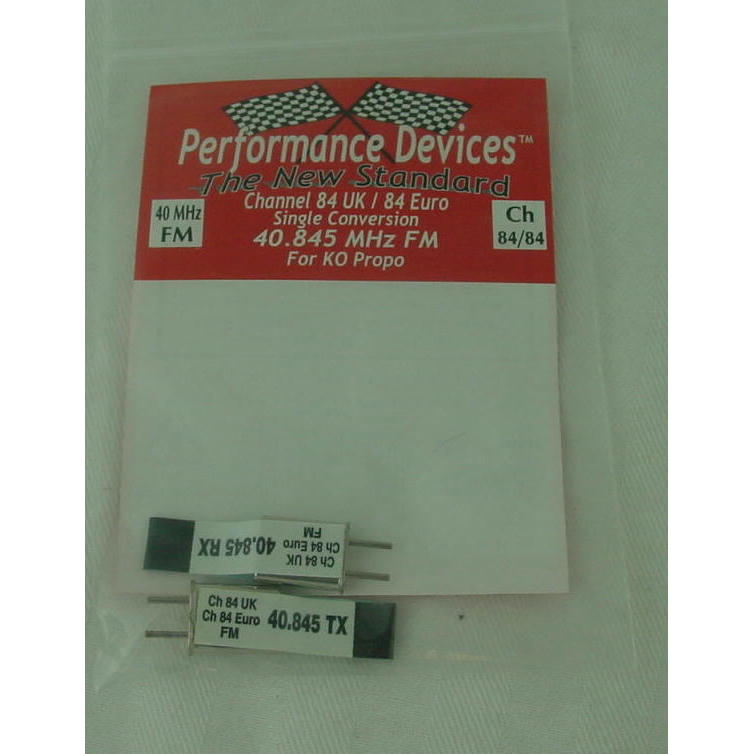 Performance Devices™
The New Standard
Channel 84 UK / 84 Euro
Single Conversion
40.845 MHz FM
For KO Propo
40 MHz
FM
Ch
84/84
Ch 84 UK
Ch 84 Euro
FM
40.845 RX
Ch 84 UK
Ch 84 Euro
FM
40.845 TX